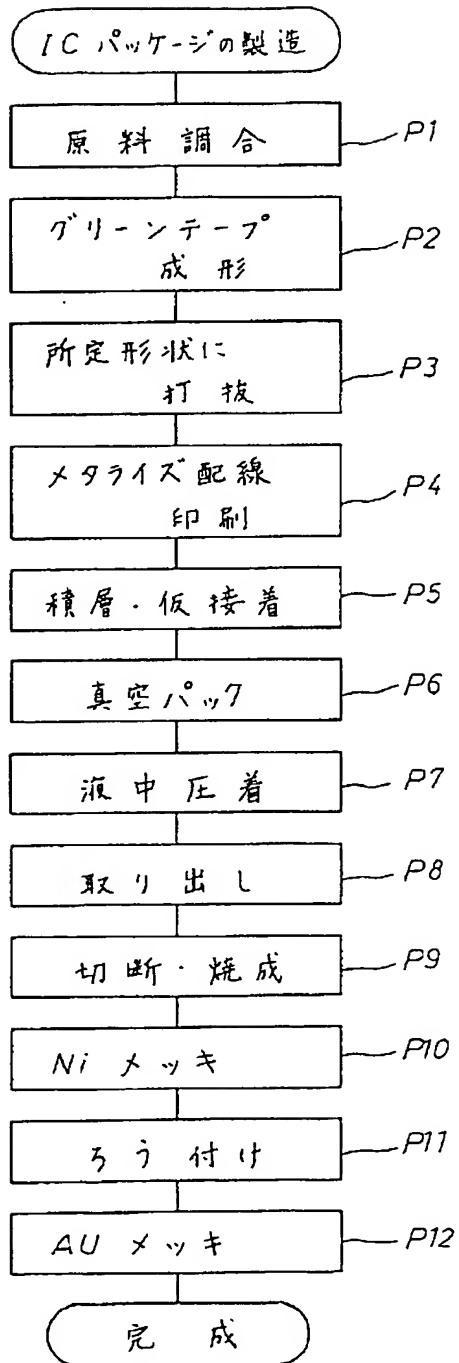 ICパッケージの製造
原料調合
P1
グリーンテープ
成形
P2
所定形状に
打抜
P3
メタライズ配線
印刷
P4
積層・仮接着
P5
真空パック
P6
液中圧着
P7
取り出し
P8
切断・焼成
P9
Niメッキ
P10
ろう付け
P11
AUメッキ
P12
完成